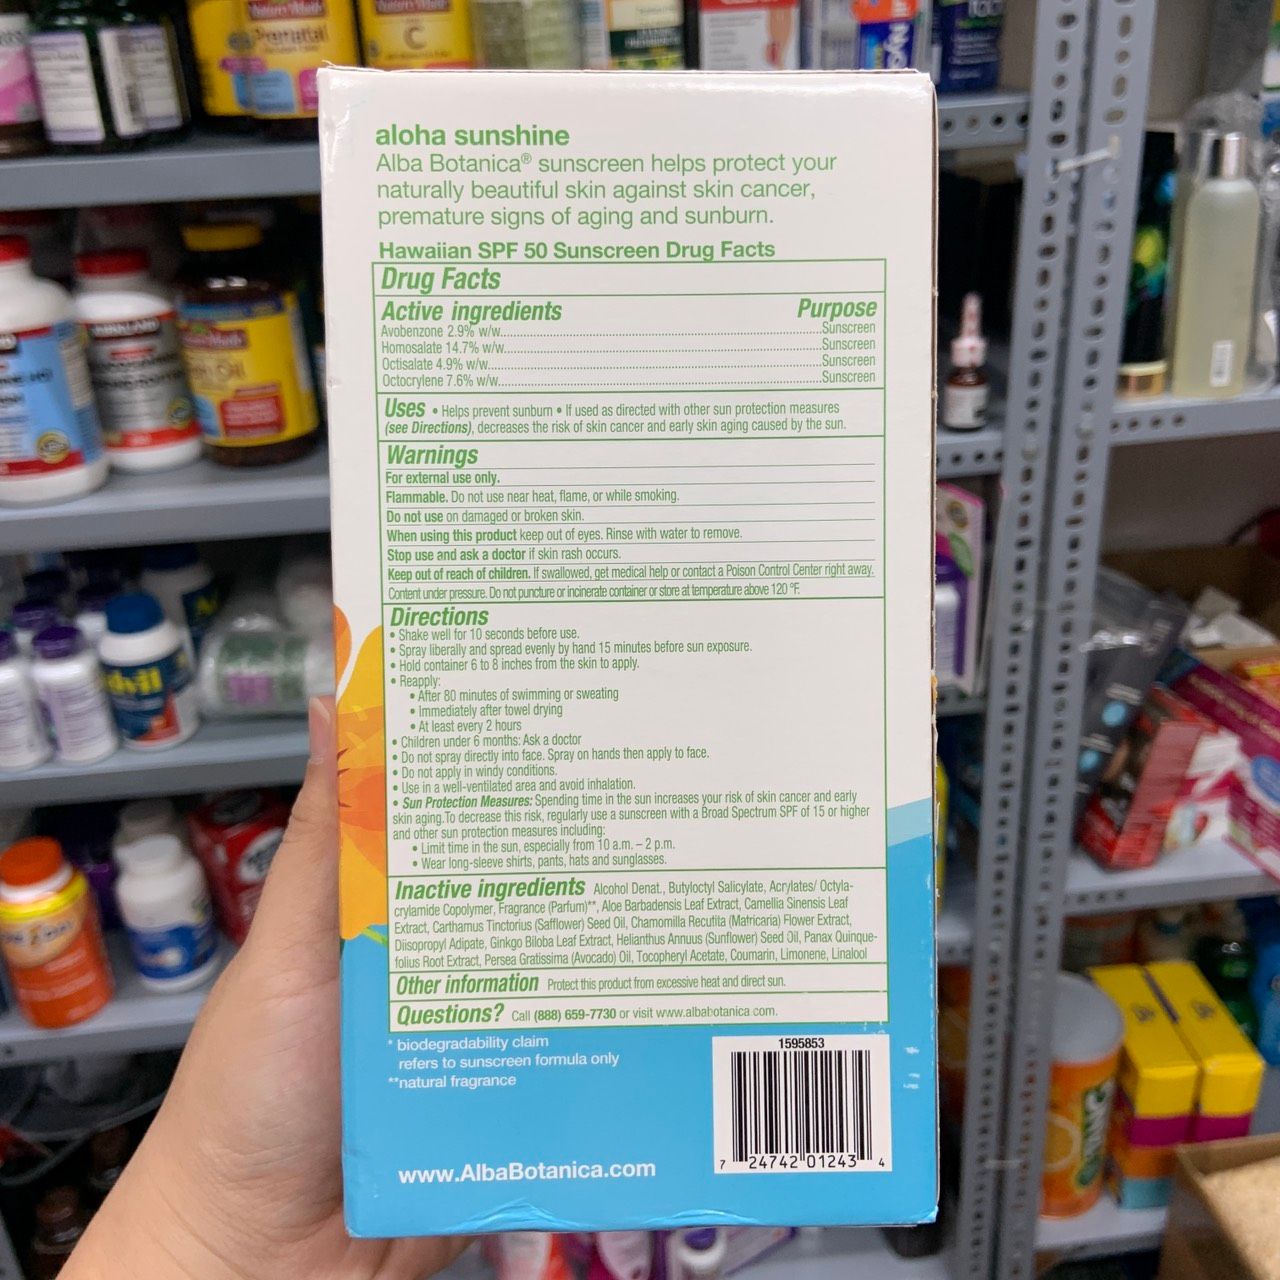 aloha sunshine
Alba Botanica® sunscreen helps protect your
naturally beautiful skin against skin cancer,
premature signs of aging and sunburn.
Hawaiian SPF 50 Sunscreen Drug Facts
Drug Facts
Active ingredients Purpose
Avobenzone 2.9% w/w..........Sunscreen
Homosalate 14.7% w/w..........Sunscreen
Octisalate 4.9% w/w..........Sunscreen
Octocrylene 7.6% w/w..........Sunscreen
Uses • Helps prevent sunburn • If used as directed with other sun protection measures
(see Directions), decreases the risk of skin cancer and early skin aging caused by the sun.
Warnings
For external use only.
Flammable. Do not use near heat, flame, or while smoking.
Do not use on damaged or broken skin.
When using this product keep out of eyes. Rinse with water to remove.
Stop use and ask a doctor if skin rash occurs.
Keep out of reach of children. If swallowed, get medical help or contact a Poison Control Center right away.
Content under pressure. Do not puncture or incinerate container or store at temperature above 120 °F.
Directions
• Shake well for 10 seconds before use.
• Spray liberally and spread evenly by hand 15 minutes before sun exposure.
• Hold container 6 to 8 inches from the skin to apply.
• Reapply:
• After 80 minutes of swimming or sweating
• Immediately after towel drying
• At least every 2 hours
• Children under 6 months: Ask a doctor
• Do not spray directly into face. Spray on hands then apply to face.
• Do not apply in windy conditions.
• Use in a well-ventilated area and avoid inhalation.
• Sun Protection Measures: Spending time in the sun increases your risk of skin cancer and early
skin aging.To decrease this risk, regularly use a sunscreen with a Broad Spectrum SPF of 15 or higher
and other sun protection measures including:
• Limit time in the sun, especially from 10 a.m. – 2 p.m.
• Wear long-sleeve shirts, pants, hats and sunglasses.
Inactive ingredients Alcohol Denat., Butyloctyl Salicylate, Acrylates/ Octyla-
crylamide Copolymer, Fragrance (Parfum)**, Aloe Barbadensis Leaf Extract, Camellia Sinensis Leaf
Extract, Carthamus Tinctorius (Safflower) Seed Oil, Chamomilla Recutita (Matricaria) Flower Extract,
Diisopropyl Adipate, Ginkgo Biloba Leaf Extract, Helianthus Annuus (Sunflower) Seed Oil, Panax Quinque-
folius Root Extract, Persea Gratissima (Avocado) Oil, Tocopheryl Acetate, Coumarin, Limonene, Linalool
Other information Protect this product from excessive heat and direct sun.
Questions? Call (888) 659-7730 or visit www.albabotanica.com.
* biodegradability claim
refers to sunscreen formula only
**natural fragrance
1595853
7 24742 01243 4
www.AlbaBotanica.com
Prenatal
C
KIRKLAND